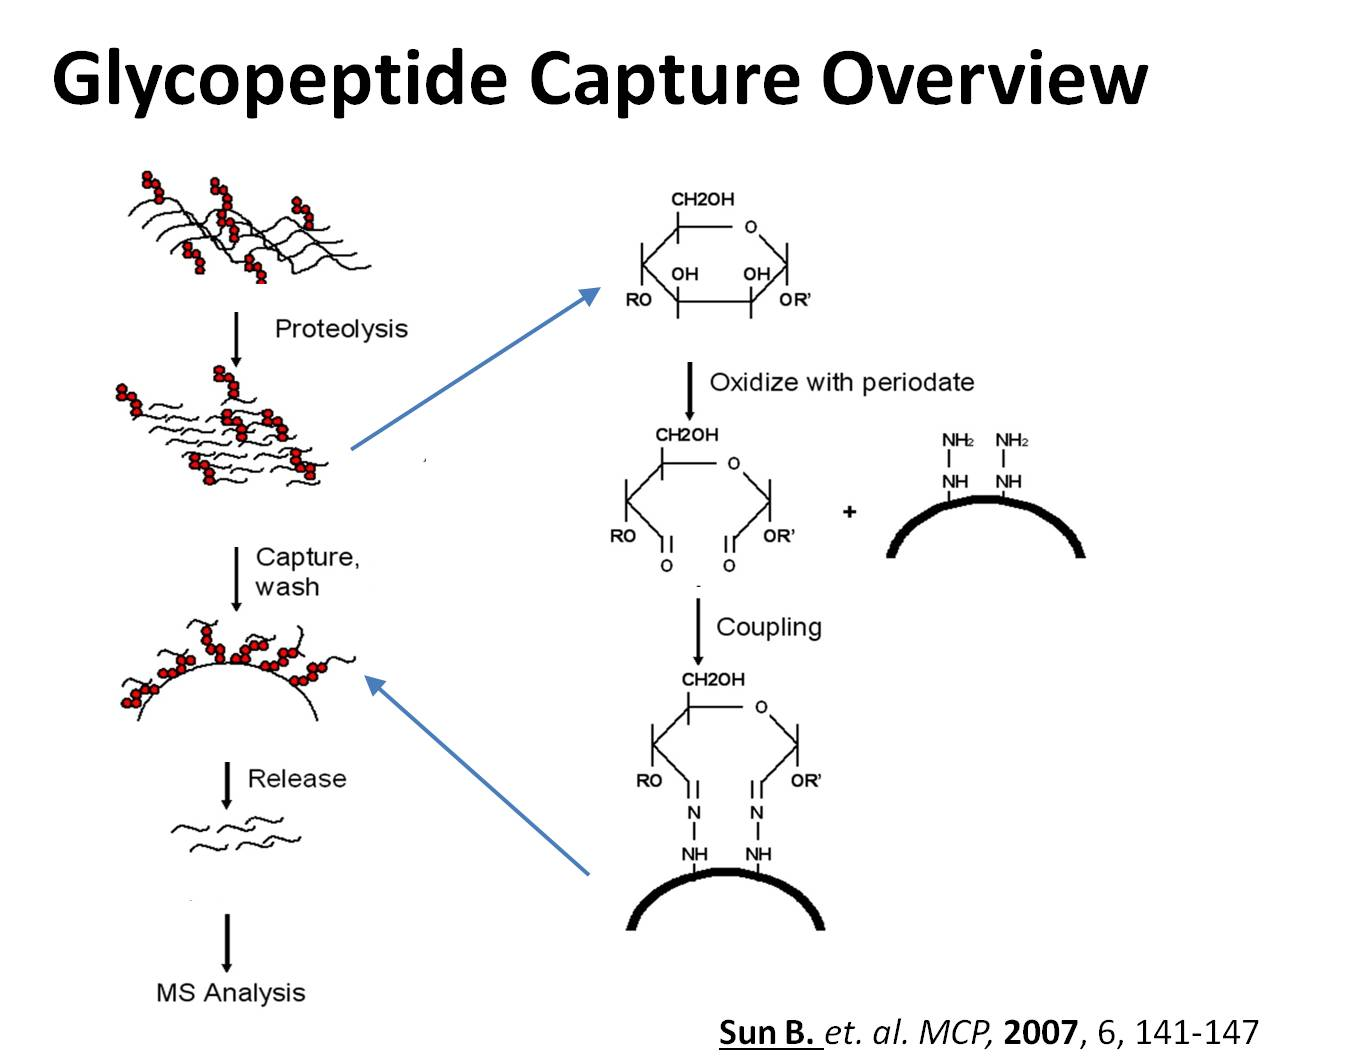 Glycopeptide Capture Overview
Proteolysis
Capture,
wash
Release
MS Analysis
CH2OH
O
OH OH
RO OR’
Oxidize with periodate
CH2OH
O
RO OR’
O O
+
NH2 NH2
NH NH
Coupling
CH2OH
O
RO OR’
N N
NH NH
Sun B. et. al. MCP, 2007, 6, 141-147